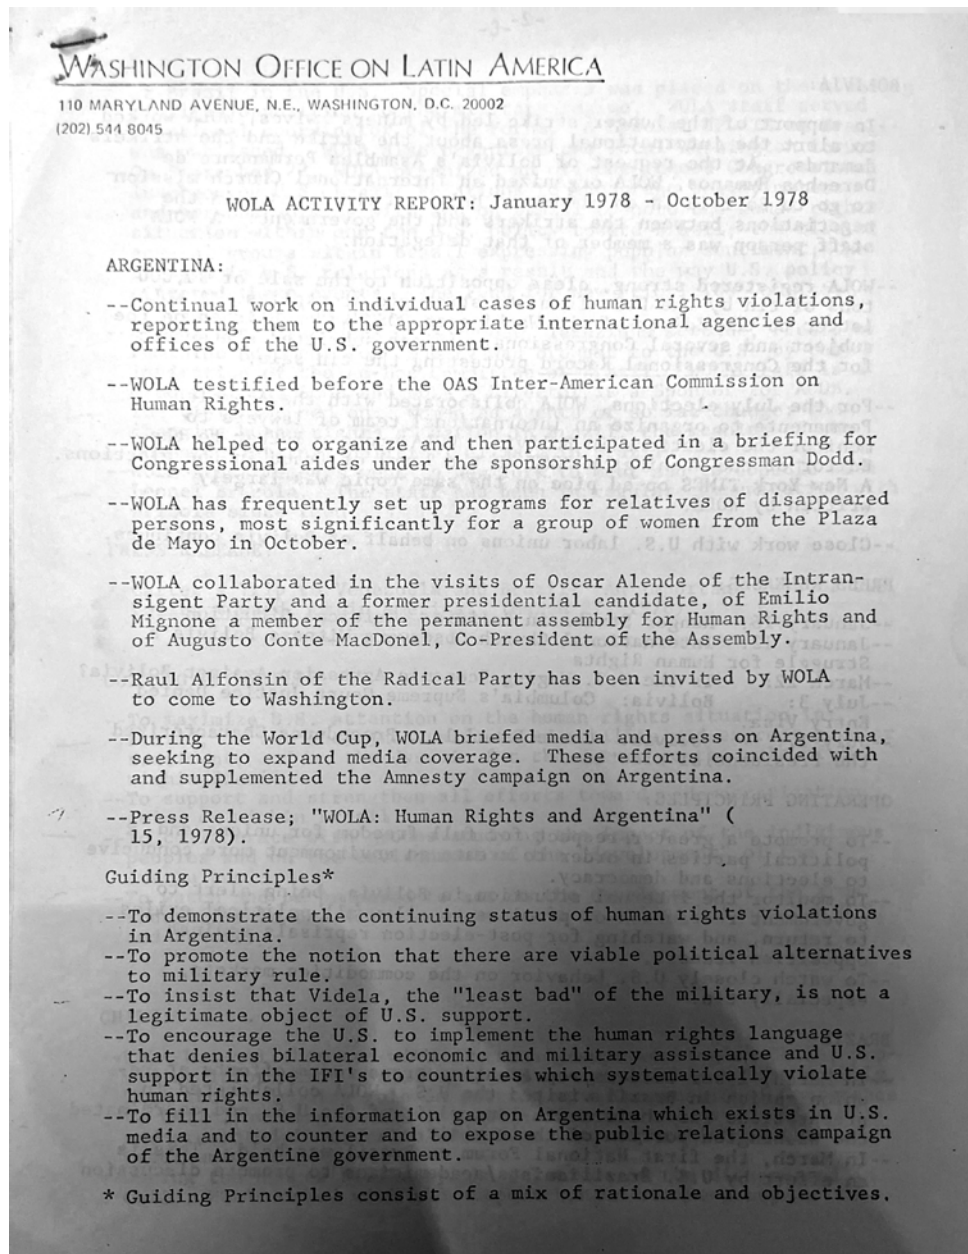 WASHINGTON OFFICE ON LATIN AMERICA
110 MARYLAND AVENUE, N.E., WASHINGTON, D.C. 20002
(202) 544 8045
WOLA ACTIVITY REPORT: January 1978 - October 1978
ARGENTINA:
--Continual work on individual cases of human rights violations,
reporting them to the appropriate international agencies and
offices of the U.S. government.
--WOLA testified before the OAS Inter-American Commission on
Human Rights.
--WOLA helped to organize and then participated in a briefing for
Congressional aides under the sponsorship of Congressman Dodd.
--WOLA has frequently set up programs for relatives of disappeared
persons, most significantly for a group of women from the Plaza
de Mayo in October.
--WOLA collaborated in the visits of Oscar Alende of the Intran-
sigent Party and a former presidential candidate, of Emilio
Mignone a member of the permanent assembly for Human Rights and
of Augusto Conte MacDonel, Co-President of the Assembly.
--Raul Alfonsin of the Radical Party has been invited by WOLA
to come to Washington.
--During the World Cup, WOLA briefed media and press on Argentina,
seeking to expand media coverage. These efforts coincided with
and supplemented the Amnesty campaign on Argentina.
--Press Release; "WOLA: Human Rights and Argentina" (
15, 1978).
Guiding Principles*
--To demonstrate the continuing status of human rights violations
in Argentina.
--To promote the notion that there are viable political alternatives
to military rule.
--To insist that Videla, the "least bad" of the military, is not a
legitimate object of U.S. support.
--To encourage the U.S. to implement the human rights language
that denies bilateral economic and military assistance and U.S.
support in the IFI's to countries which systematically violate
human rights.
--To fill in the information gap on Argentina which exists in U.S.
media and to counter and to expose the public relations campaign
of the Argentine government.
* Guiding Principles consist of a mix of rationale and objectives.